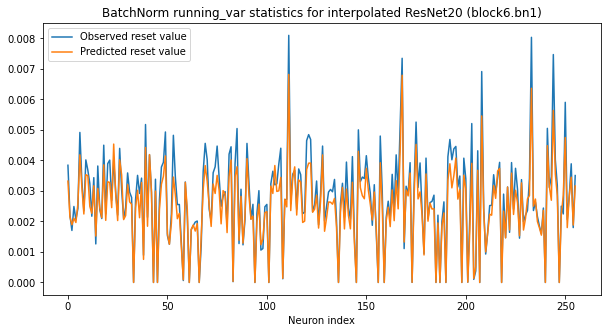 BatchNorm running_var statistics for interpolated ResNet20 (block6.bn1)
Observed reset value
Predicted reset value
0.008
0.007
0.006
0.005
0.004
0.003
0.002
0.001
0.000
0 50 100 150 200 250
Neuron index